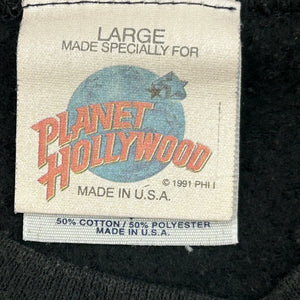 LARGE
MADE SPECIALLY FOR
PLANET
HOLLYWOOD
© 1991 PHI I
MADE IN U.S.A.
50% COTTON / 50% POLYESTER
MADE IN U.S.A.